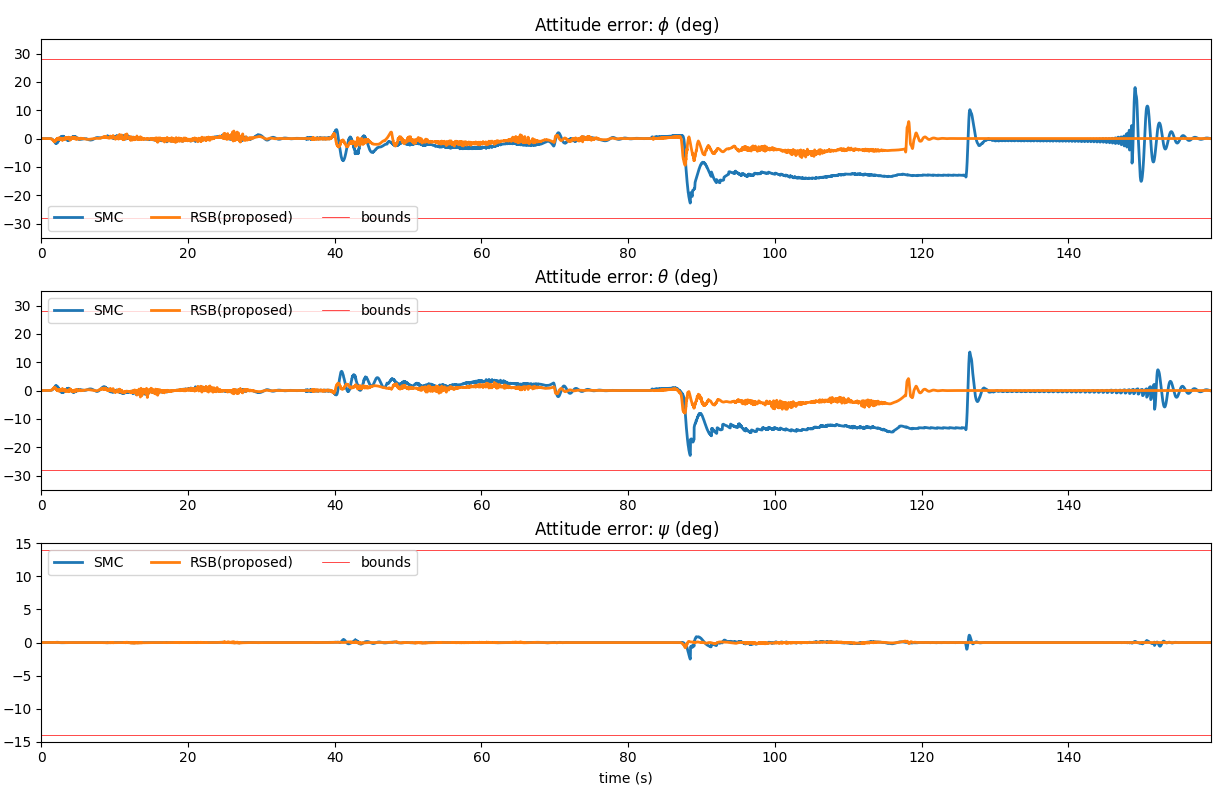 Attitude error: ϕ (deg)
30
20
10
0
−10
−20
−30
SMC RSB(proposed) bounds
0 20 40 60 80 100 120 140
Attitude error: θ (deg)
30
20
10
0
−10
−20
−30
SMC RSB(proposed) bounds
0 20 40 60 80 100 120 140
Attitude error: ψ (deg)
15
10
5
0
−5
−10
−15
SMC RSB(proposed) bounds
0 20 40 60 80 100 120 140
time (s)